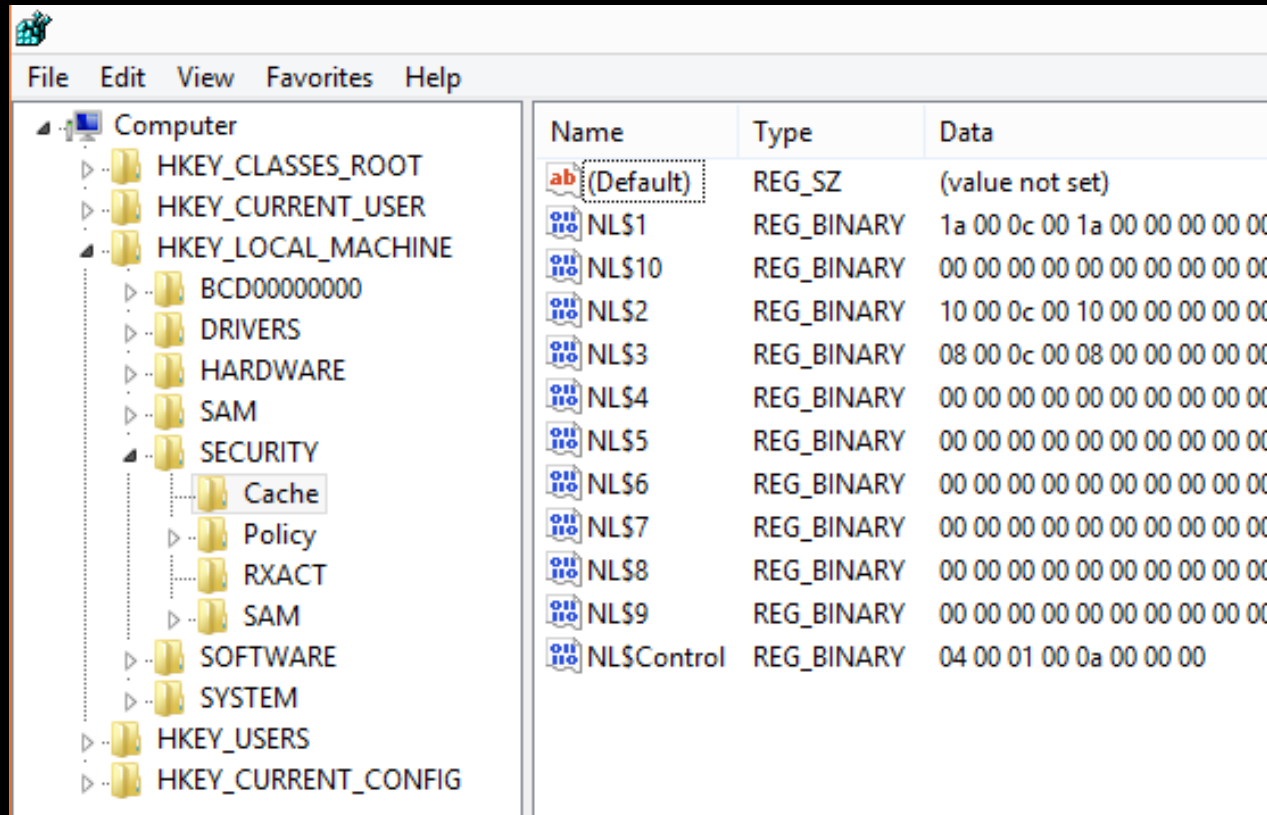 File Edit View Favorites Help
Computer
HKEY_CLASSES_ROOT
HKEY_CURRENT_USER
HKEY_LOCAL_MACHINE
BCD00000000
DRIVERS
HARDWARE
SAM
SECURITY
Cache
Policy
RXACT
SAM
SOFTWARE
SYSTEM
HKEY_USERS
HKEY_CURRENT_CONFIG
Name Type Data
(Default) REG_SZ (value not set)
NL$1 REG_BINARY 1a 00 0c 00 1a 00 00 00 00 00
NL$10 REG_BINARY 00 00 00 00 00 00 00 00 00 00
NL$2 REG_BINARY 10 00 0c 00 10 00 00 00 00 00
NL$3 REG_BINARY 08 00 0c 00 08 00 00 00 00 00
NL$4 REG_BINARY 00 00 00 00 00 00 00 00 00 00
NL$5 REG_BINARY 00 00 00 00 00 00 00 00 00 00
NL$6 REG_BINARY 00 00 00 00 00 00 00 00 00 00
NL$7 REG_BINARY 00 00 00 00 00 00 00 00 00 00
NL$8 REG_BINARY 00 00 00 00 00 00 00 00 00 00
NL$9 REG_BINARY 00 00 00 00 00 00 00 00 00 00
NL$Control REG_BINARY 04 00 01 00 0a 00 00 00